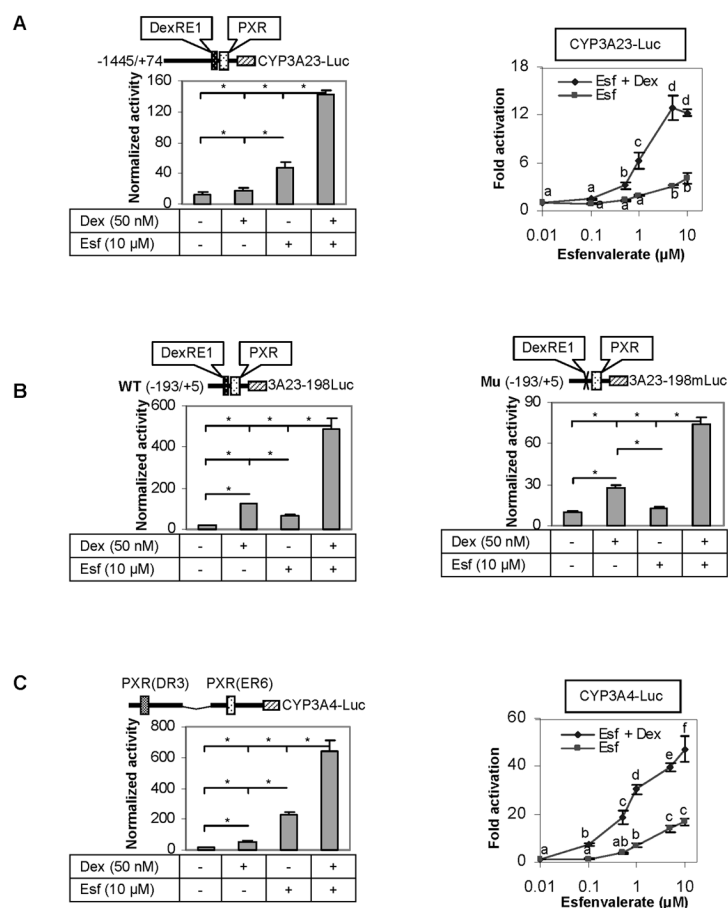 A
DexRE1 PXR
-1445/+74 CYP3A23-Luc
Normalized activity
160
120
80
40
0
* * *
* *
Dex (50 nM) - + - +
Esf (10 µM) - - + +
CYP3A23-Luc
Fold activation
18
12
6
0
Esf + Dex
Esf
d d
c
b
a a
a a a b b
0.01 0.1 1 10
Esfenvalerate (µM)
B
DexRE1 PXR
WT (-193/+5) 3A23-198Luc
Normalized activity
600
400
200
0
* * *
* *
*
Dex (50 nM) - + - +
Esf (10 µM) - - + +
DexRE1 PXR
Mu (-193/+5) 3A23-198mLuc
Normalized activity
90
60
30
0
* * *
*
*
Dex (50 nM) - + - +
Esf (10 µM) - - + +
C
PXR(DR3) PXR(ER6)
CYP3A4-Luc
Normalized activity
800
600
400
200
0
* * *
* *
*
Dex (50 nM) - + - +
Esf (10 µM) - - + +
CYP3A4-Luc
Fold activation
60
40
20
0
Esf + Dex
Esf
f
e
d
c
b
a a ab b c c
0.01 0.1 1 10
Esfenvalerate (µM)